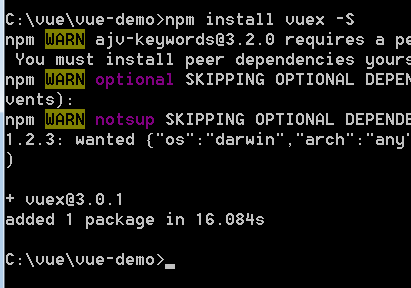 C:\vue\vue-demo>npm install vuex -S
npm WARN ajv-keywords@3.2.0 requires a pe
 You must install peer dependencies yours
npm WARN optional SKIPPING OPTIONAL DEPEN
vents):
npm WARN notsup SKIPPING OPTIONAL DEPENDE
1.2.3: wanted {"os":"darwin","arch":"any"
)
+ vuex@3.0.1
added 1 package in 16.084s
C:\vue\vue-demo>_